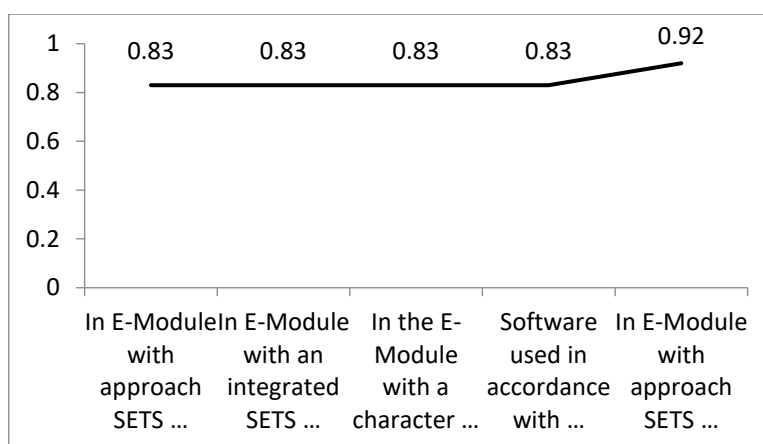 1
0.8
0.6
0.4
0.2
0
0.83
0.83
0.83
0.83
0.92
In E-Module
with
approach
SETS ...
In E-Module
with an
integrated
SETS ...
In the E-
Module
with a
character ...
Software
used in
accordance
with ...
In E-Module
with
approach
SETS ...